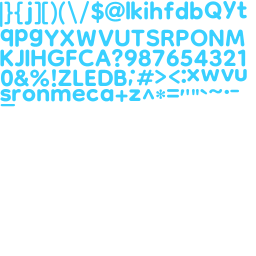 |}{j][)(\/$@lkihfdbQyt
qpgYXWVUTSRPONM
KJIHGFCA?987654321
0&%!ZLEDB;#><:xwvu
sronmeca+z^*="'"`~,-
_